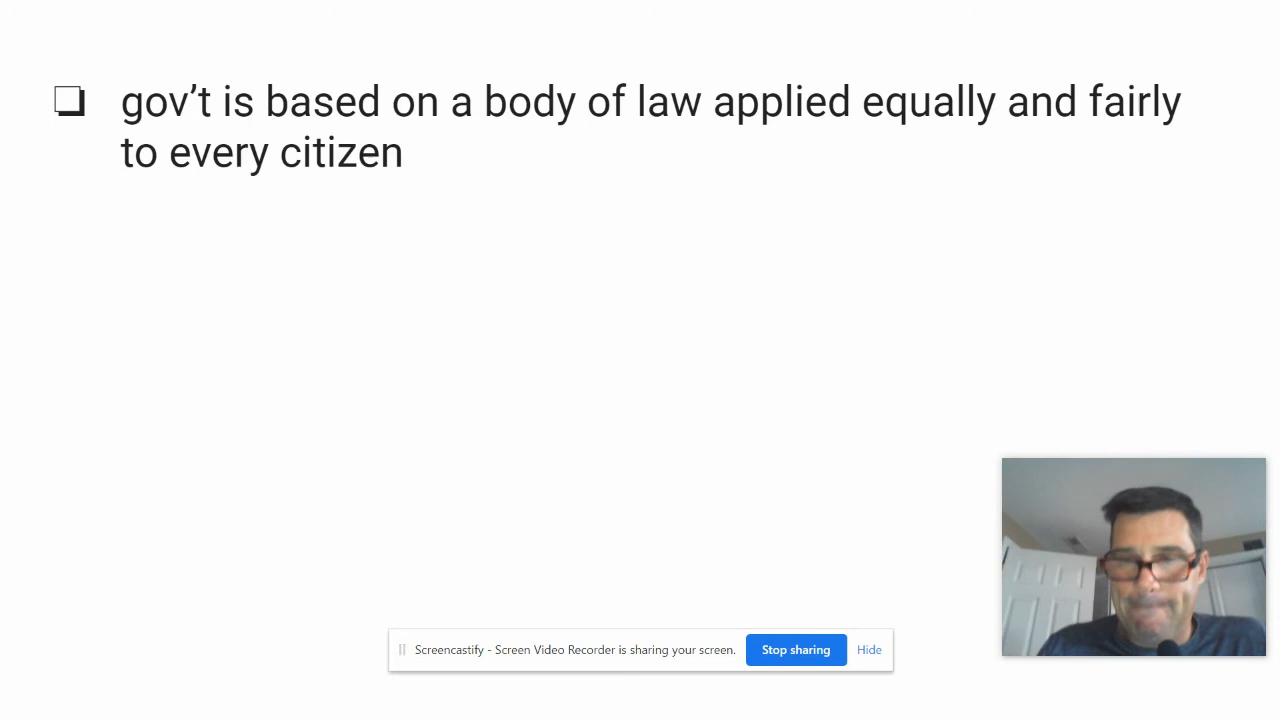 gov’t is based on a body of law applied equally and fairly
to every citizen
Screencastify - Screen Video Recorder is sharing your screen.
Stop sharing
Hide